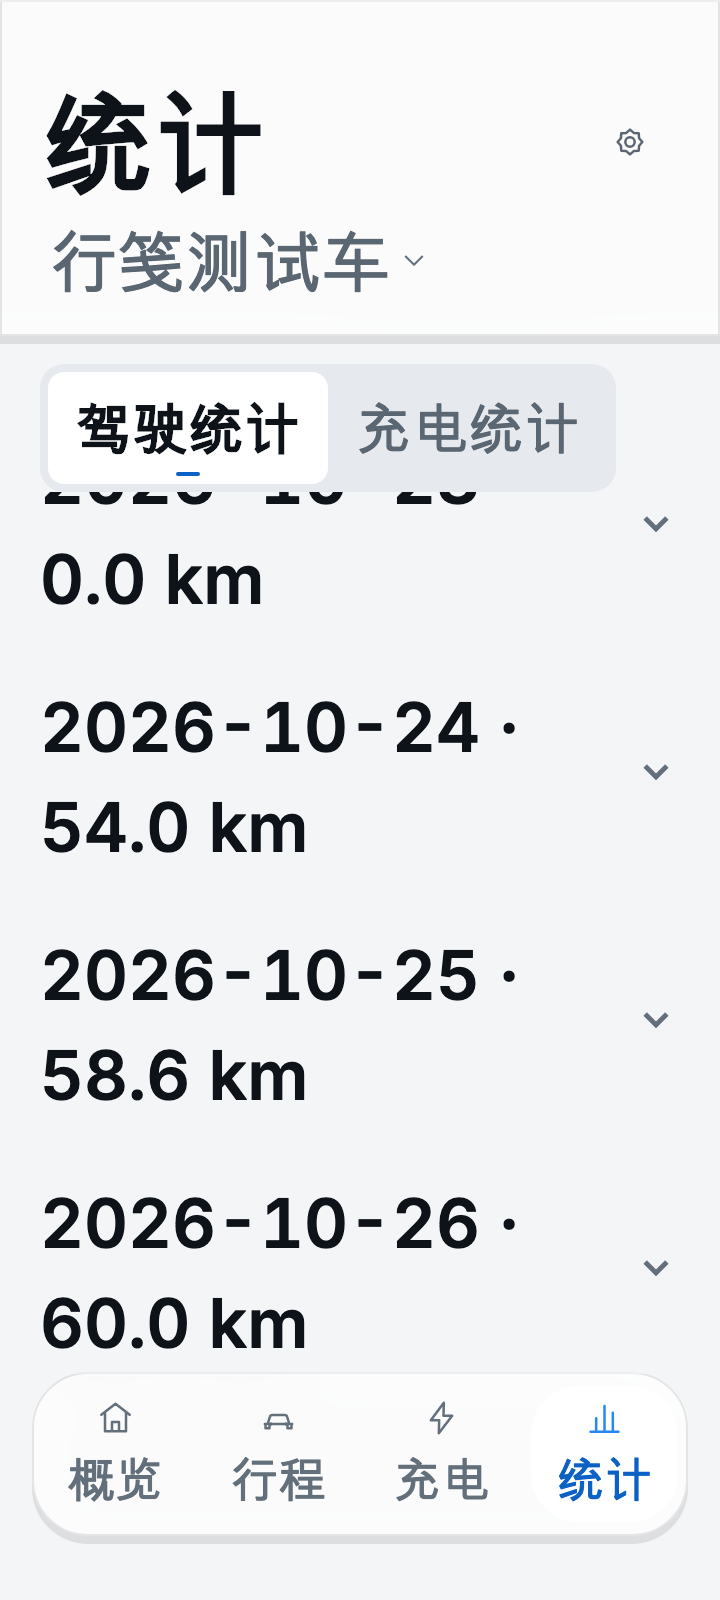 统计
行笺测试车
驾驶统计 充电统计
0.0 km
2026-10-24 ·
54.0 km
2026-10-25 ·
58.6 km
2026-10-26 ·
60.0 km
概览 行程 充电 统计